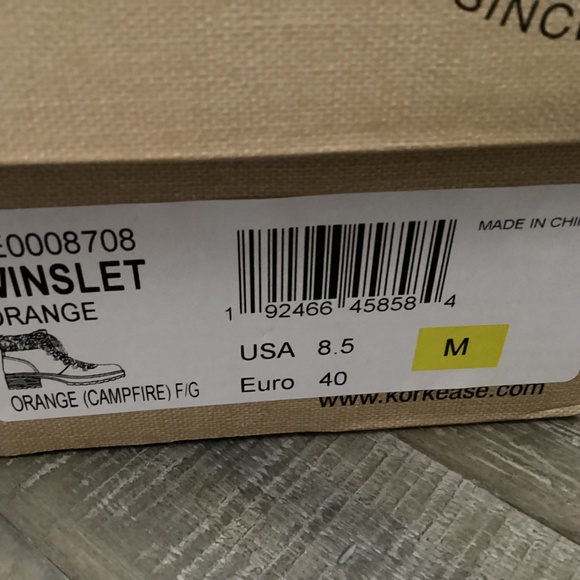 SINC
E0008708
WINSLET
ORANGE
ORANGE (CAMPFIRE) F/G
1 92466 45858 4
USA 8.5
Euro 40
M
MADE IN CHI
www.korkease.com